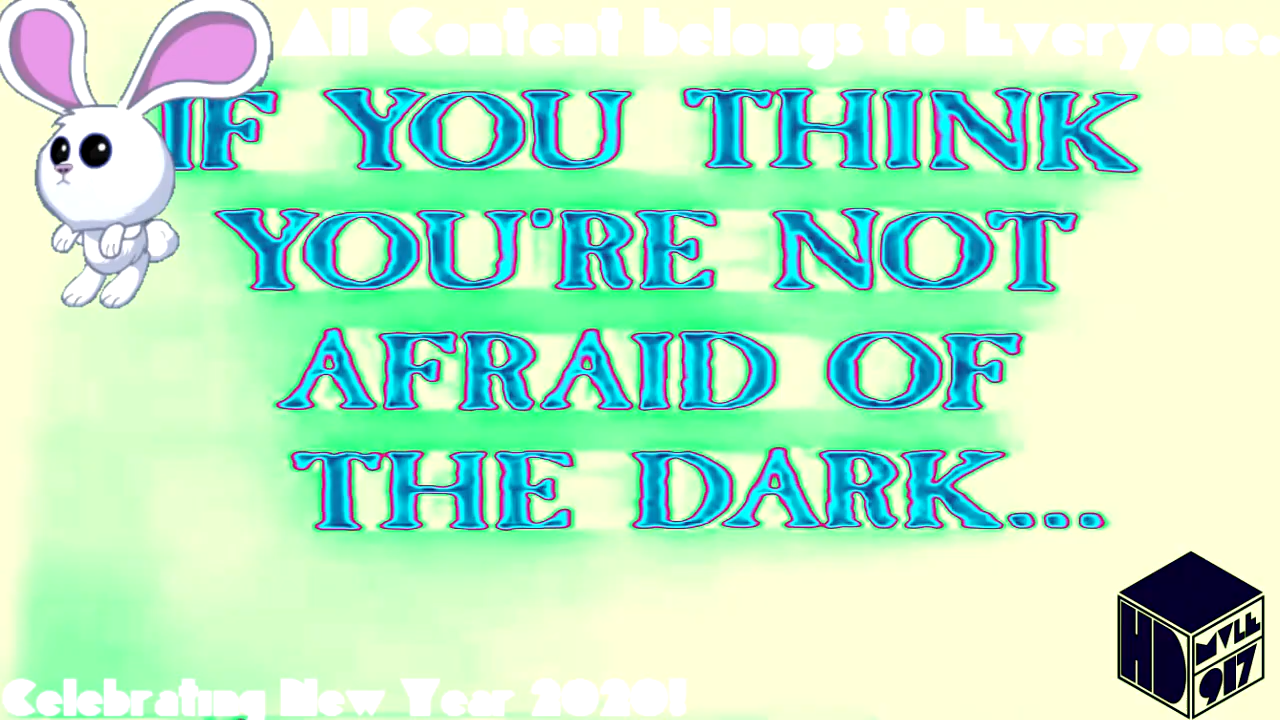 All Content belongs to Everyone.
IF YOU THINK
YOU'RE NOT
AFRAID OF
THE DARK...
HD
MVLE
917
Celebrating New Year 2020!